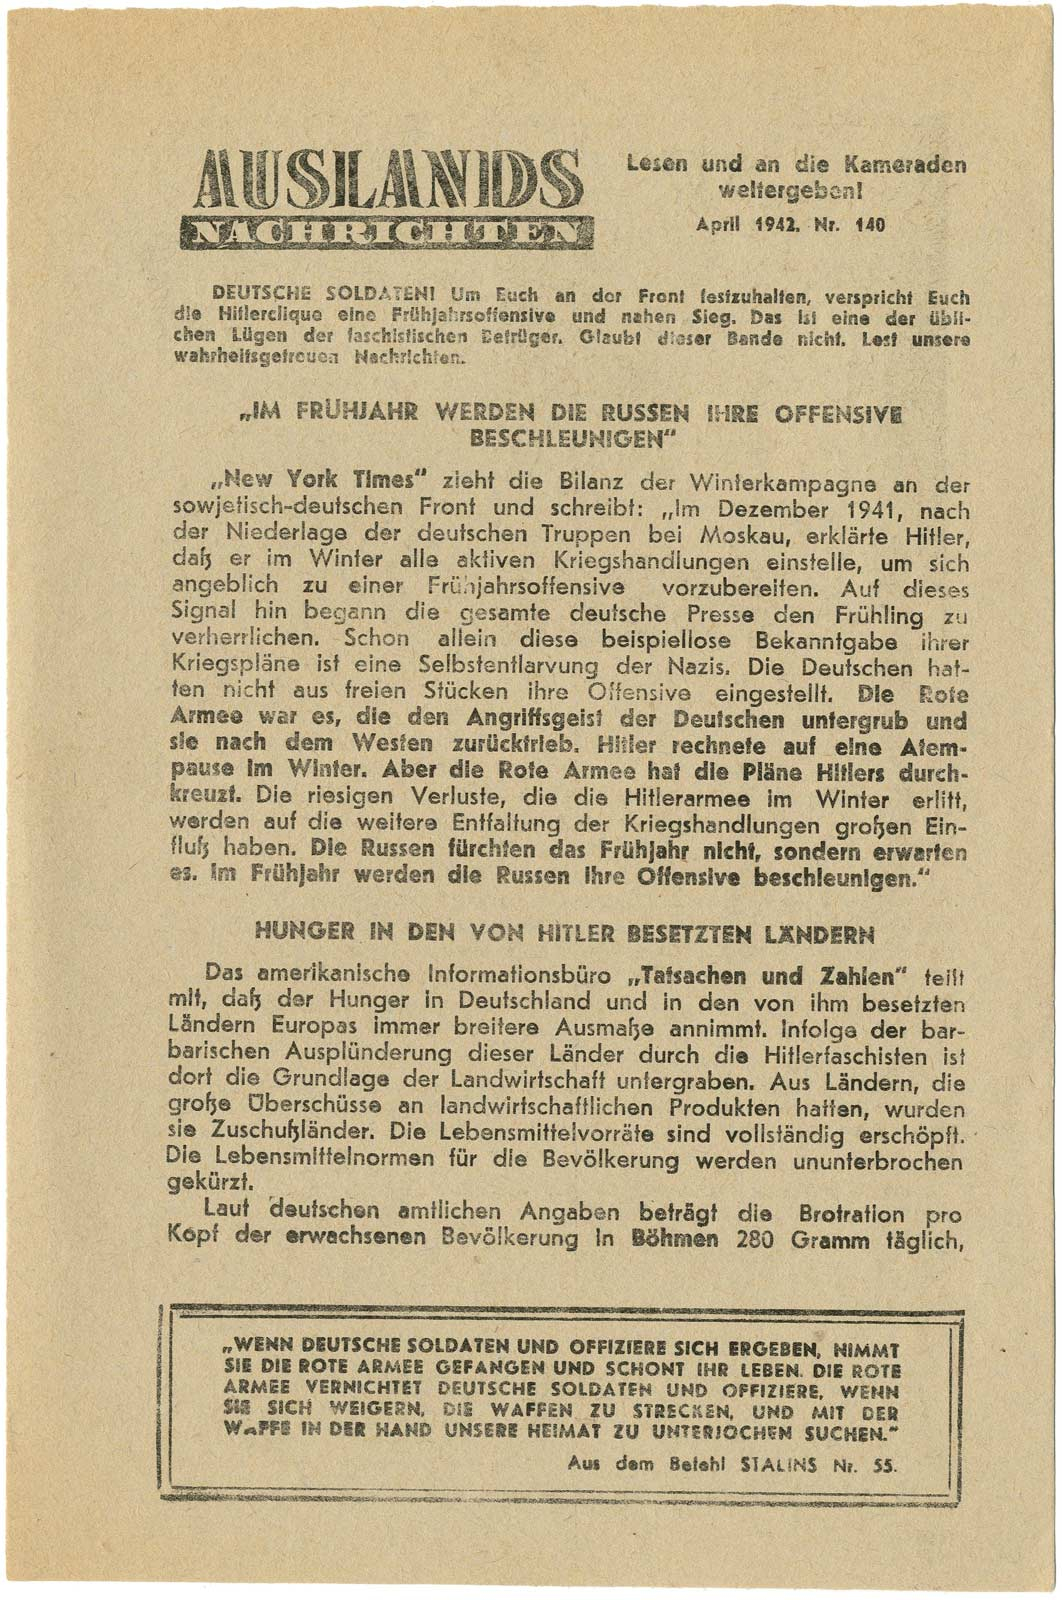 AUSLANDS
NACHRICHTEN
Lesen und an die Kameraden
weitergeben!
April 1942. Nr. 140
DEUTSCHE SOLDATEN! Um Euch an der Front festzuhalten, verspricht Euch
die Hitlerclique eine Frühjahrsoffensive und nahen Sieg. Das ist eine der übli-
chen Lügen der faschistischen Betrüger. Glaubt dieser Bande nicht. Lest unsere
wahrheitsgetreuen Nachrichten.
„IM FRÜHJAHR WERDEN DIE RUSSEN IHRE OFFENSIVE
BESCHLEUNIGEN“
„New York Times“ zieht die Bilanz der Winterkampagne an der
sowjetisch-deutschen Front und schreibt: „Im Dezember 1941, nach
der Niederlage der deutschen Truppen bei Moskau, erklärte Hitler,
daß er im Winter alle aktiven Kriegshandlungen einstelle, um sich
angeblich zu einer Frühjahrsoffensive vorzubereiten. Auf dieses
Signal hin begann die gesamte deutsche Presse den Frühling zu
verherrlichen. Schon allein diese beispiellose Bekanntgabe ihrer
Kriegspläne ist eine Selbstentlarvung der Nazis. Die Deutschen hat-
ten nicht aus freien Stücken ihre Offensive eingestellt. Die Rote
Armee war es, die den Angriffsgeist der Deutschen untergrub und
sie nach dem Westen zurücktrieb. Hitler rechnete auf eine Atem-
pause im Winter. Aber die Rote Armee hat die Pläne Hitlers durch-
kreuzt. Die riesigen Verluste, die die Hitlerarmee im Winter erlitt,
werden auf die weitere Entfaltung der Kriegshandlungen großen Ein-
fluß haben. Die Russen fürchten das Frühjahr nicht, sondern erwarten
es. Im Frühjahr werden die Russen ihre Offensive beschleunigen.“
HUNGER IN DEN VON HITLER BESETZTEN LÄNDERN
Das amerikanische Informationsbüro „Tatsachen und Zahlen“ teilt
mit, daß der Hunger in Deutschland und in den von ihm besetzten
Ländern Europas immer breitere Ausmaße annimmt. Infolge der bar-
barischen Ausplünderung dieser Länder durch die Hitlerfaschisten ist
dort die Grundlage der Landwirtschaft untergraben. Aus Ländern, die
große Überschüsse an landwirtschaftlichen Produkten hatten, wurden
sie Zuschußländer. Die Lebensmittelvorräte sind vollständig erschöpft.
Die Lebensmittelnormen für die Bevölkerung werden ununterbrochen
gekürzt.
Laut deutschen amtlichen Angaben beträgt die Brotration pro
Kopf der erwachsenen Bevölkerung in Böhmen 280 Gramm täglich,
„WENN DEUTSCHE SOLDATEN UND OFFIZIERE SICH ERGEBEN, NIMMT
SIE DIE ROTE ARMEE GEFANGEN UND SCHONT IHR LEBEN. DIE ROTE
ARMEE VERNICHTET DEUTSCHE SOLDATEN UND OFFIZIERE, WENN
SIE SICH WEIGERN, DIE WAFFEN ZU STRECKEN, UND MIT DER
WAFFE IN DER HAND UNSERE HEIMAT ZU UNTERJOCHEN SUCHEN.“
Aus dem Befehl STALINS Nr. 55.